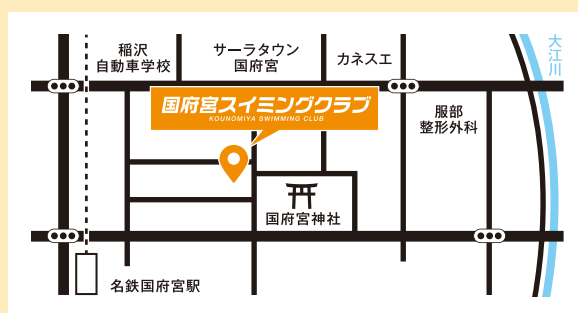 稲沢
自動車学校
サーラタウン
国府宮
カネスエ
大江川
国府宮スイミングクラブ
KOUNOMIYA SWIMMING CLUB
服部
整形外科
国府宮神社
名鉄国府宮駅